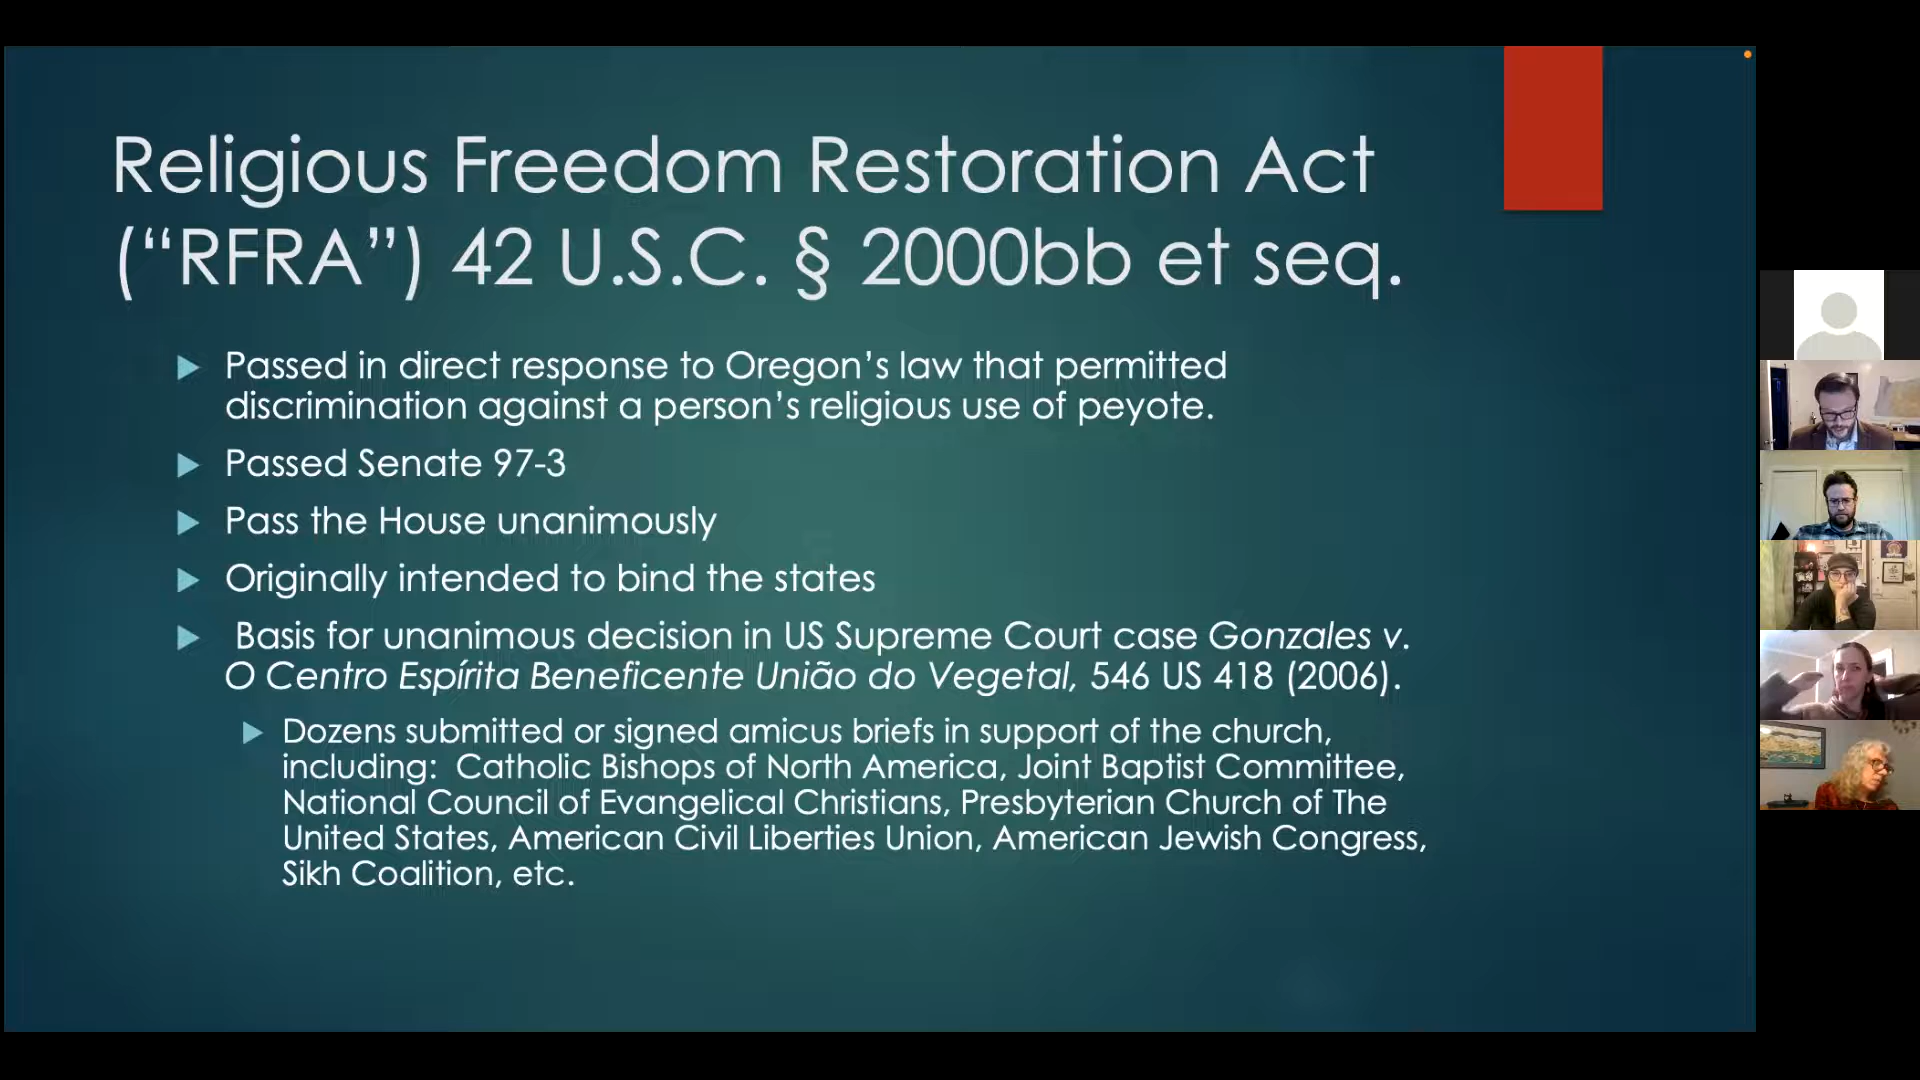 Religious Freedom Restoration Act
(“RFRA”) 42 U.S.C. § 2000bb et seq.
Passed in direct response to Oregon’s law that permitted
discrimination against a person’s religious use of peyote.
Passed Senate 97-3
Pass the House unanimously
Originally intended to bind the states
Basis for unanimous decision in US Supreme Court case Gonzales v.
O Centro Espírita Beneficente União do Vegetal, 546 US 418 (2006).
Dozens submitted or signed amicus briefs in support of the church,
including:  Catholic Bishops of North America, Joint Baptist Committee,
National Council of Evangelical Christians, Presbyterian Church of The
United States, American Civil Liberties Union, American Jewish Congress,
Sikh Coalition, etc.